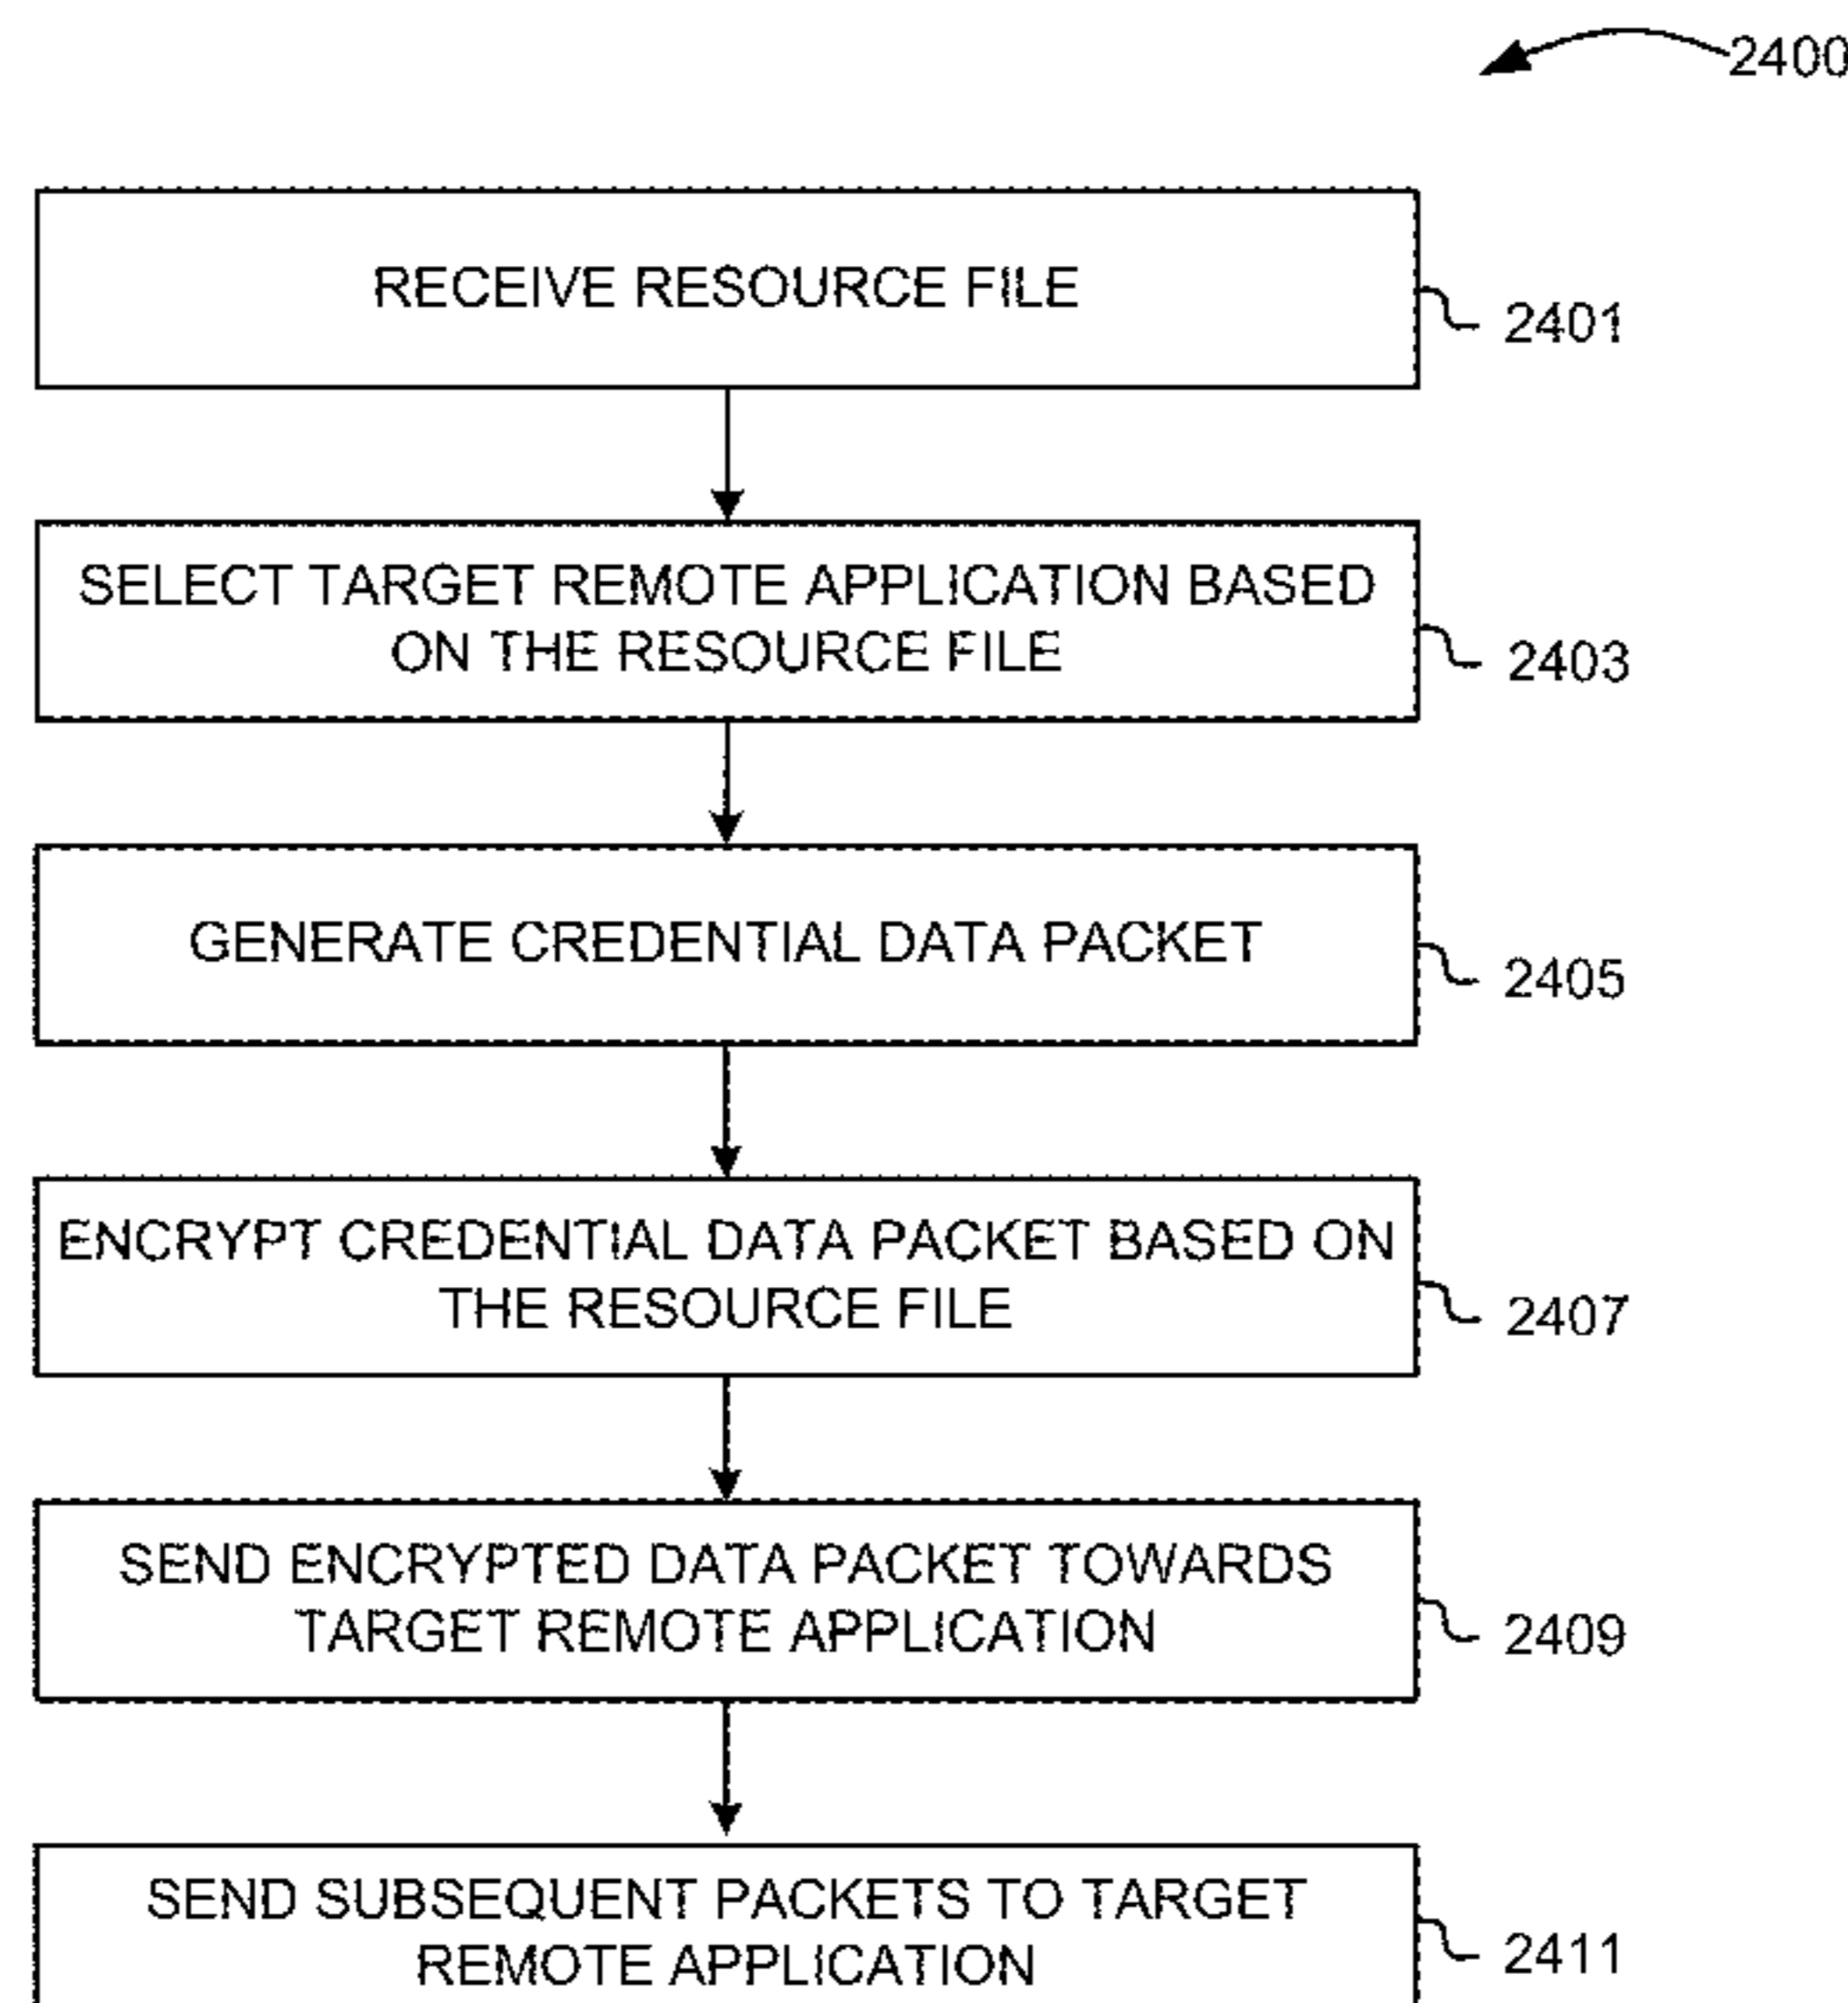 2400
RECEIVE RESOURCE FILE
2401
SELECT TARGET REMOTE APPLICATION BASED
ON THE RESOURCE FILE
2403
GENERATE CREDENTIAL DATA PACKET
2405
ENCRYPT CREDENTIAL DATA PACKET BASED ON
THE RESOURCE FILE
2407
SEND ENCRYPTED DATA PACKET TOWARDS
TARGET REMOTE APPLICATION
2409
SEND SUBSEQUENT PACKETS TO TARGET
REMOTE APPLICATION
2411